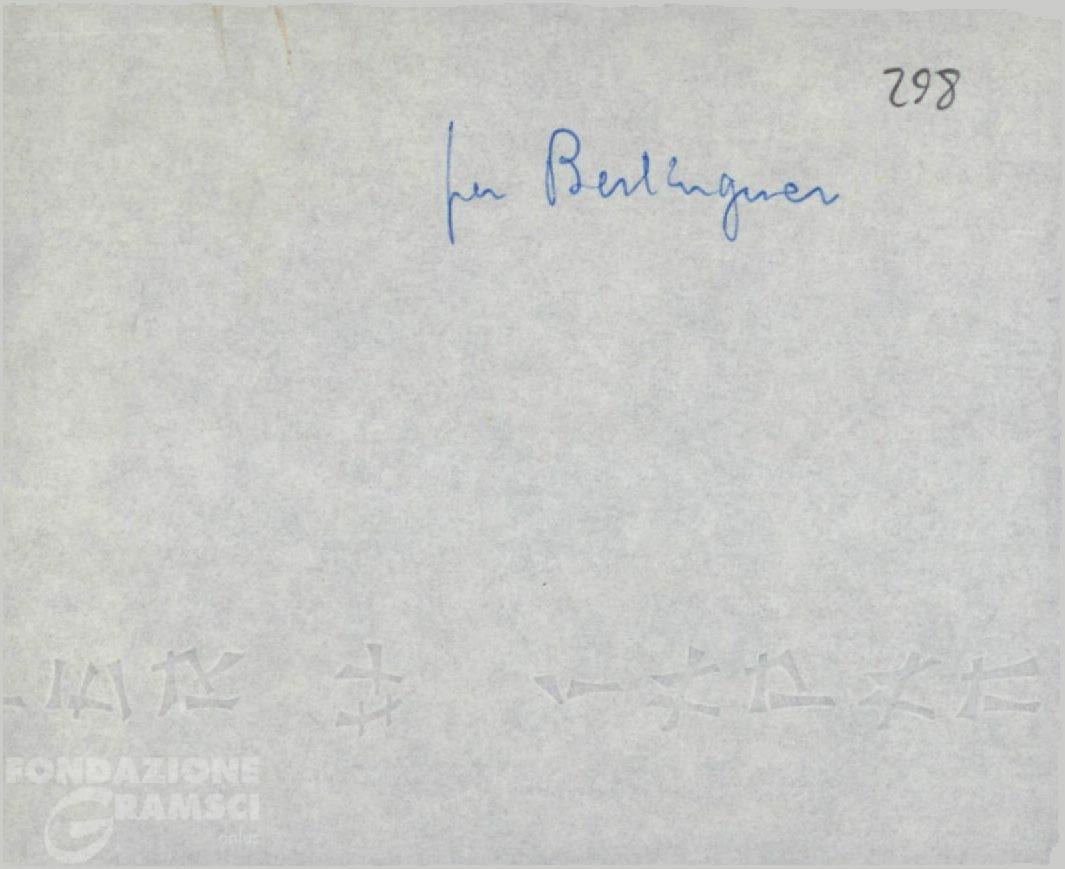 298
per Berlinguer
FONDAZIONE
GRAMSCI
onlus